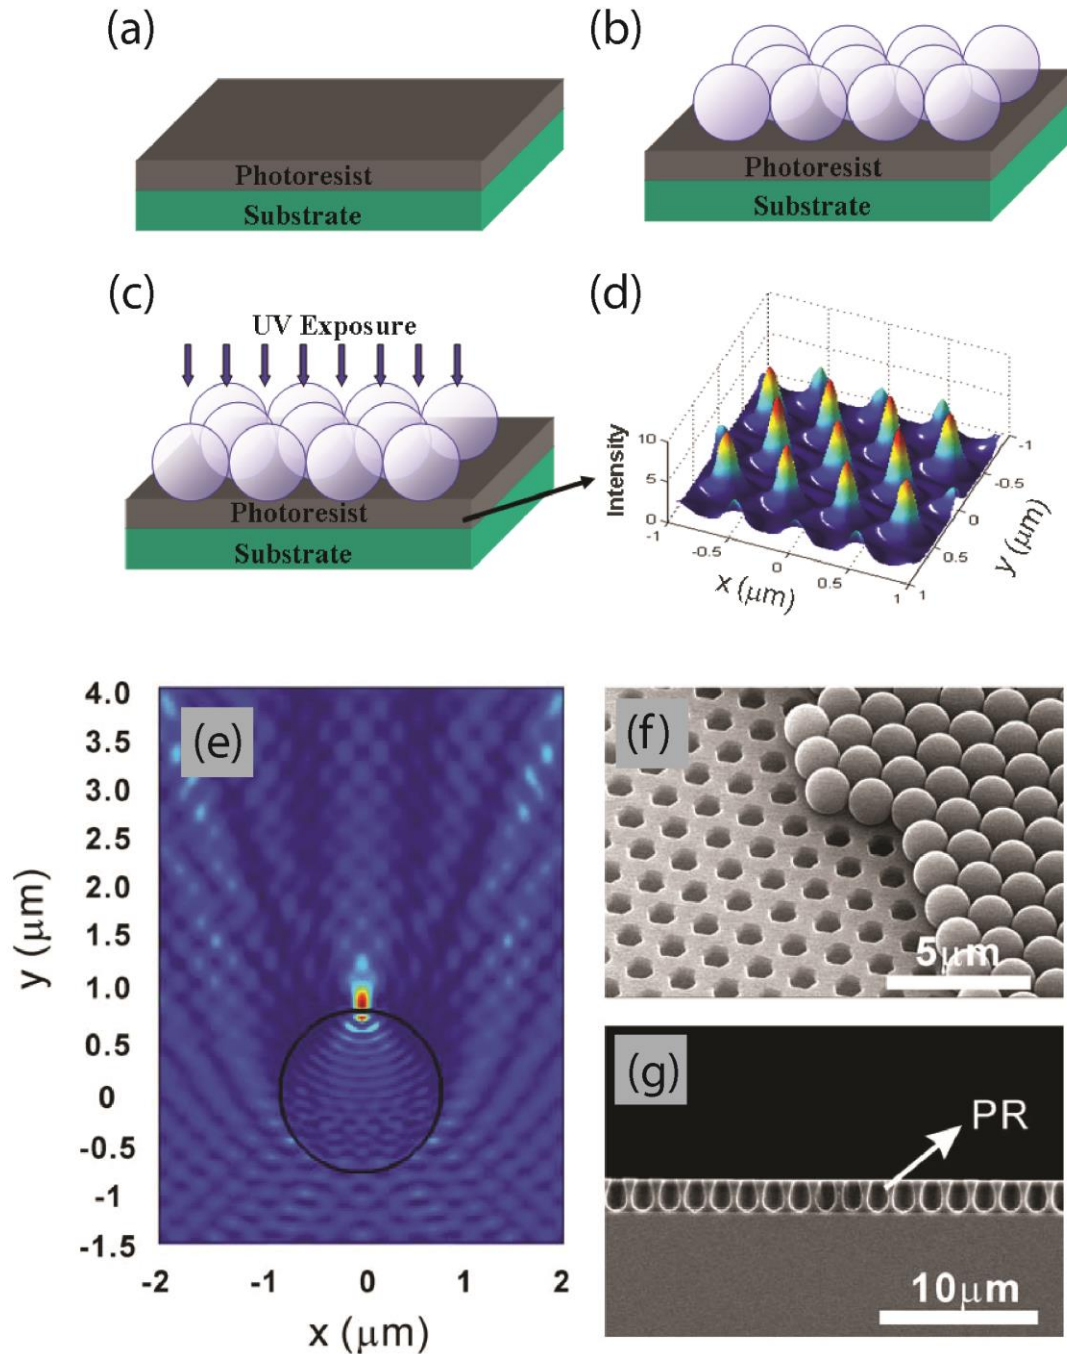 (a)
Photoresist
Substrate
(b)
Photoresist
Substrate
(c)
UV Exposure
Photoresist
Substrate
(d)
Intensity
10
5
0
-1
-0.5
0
0.5
1
x (μm)
-1
-0.5
0
0.5
1
y (μm)
(e)
4.0
3.5
3.0
2.5
2.0
1.5
1.0
0.5
0
-0.5
-1
-1.5
y (μm)
-2
-1
0
1
2
x (μm)
(f)
5μm
(g)
PR
10μm